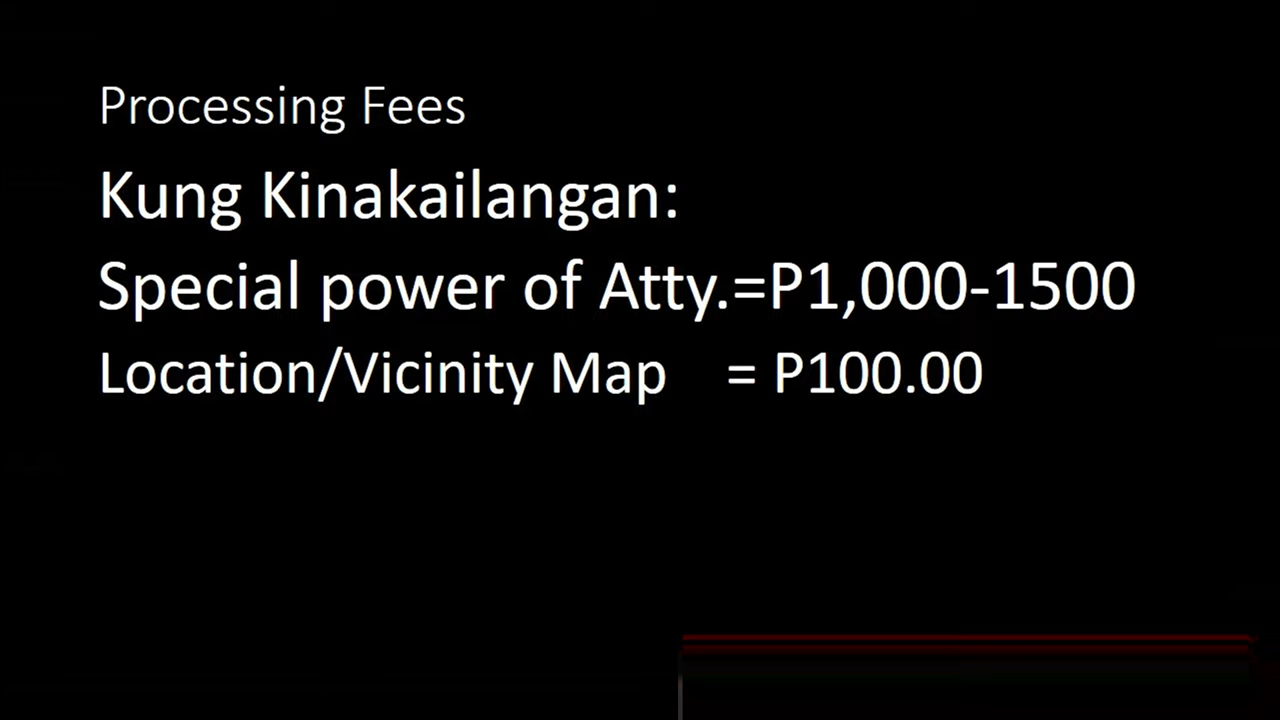 Processing Fees
Kung Kinakailangan:
Special power of Atty.=P1,000-1500
Location/Vicinity Map = P100.00